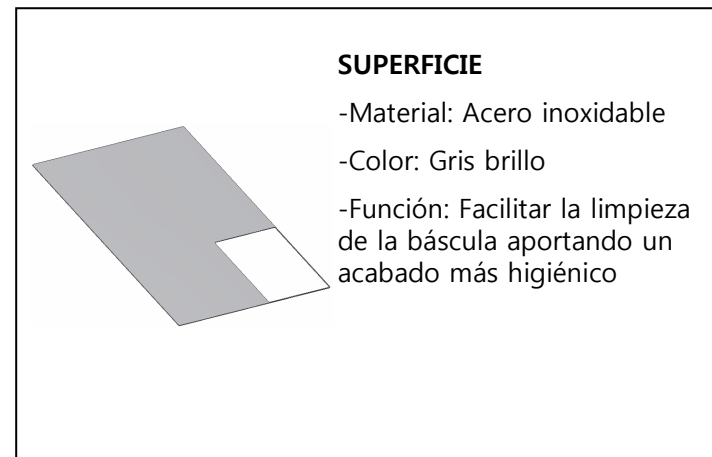 SUPERFICIE
-Material: Acero inoxidable
-Color: Gris brillo
-Función: Facilitar la limpieza
de la báscula aportando un
acabado más higiénico